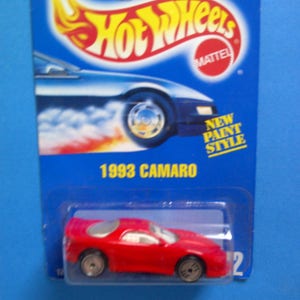 Hot Wheels
MATTEL
NEW
PAINT
STYLE
1993 CAMARO
2